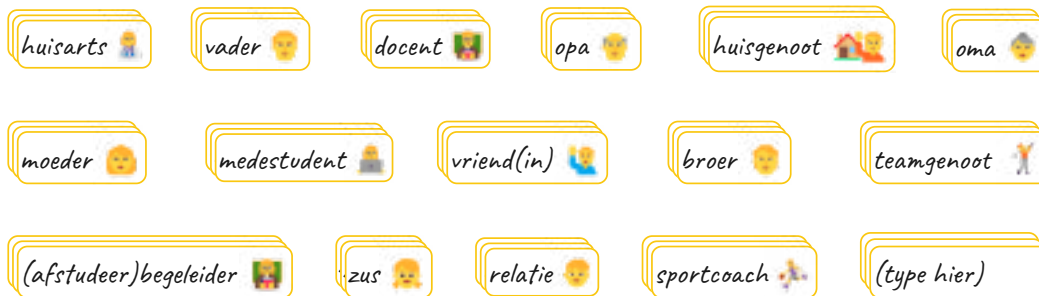 huisarts vader docent opa huisgenoot oma
moeder medestudent vriend(in) broer teamgenoot
(afstudeer)begeleider zus relatie sportcoach (type hier)